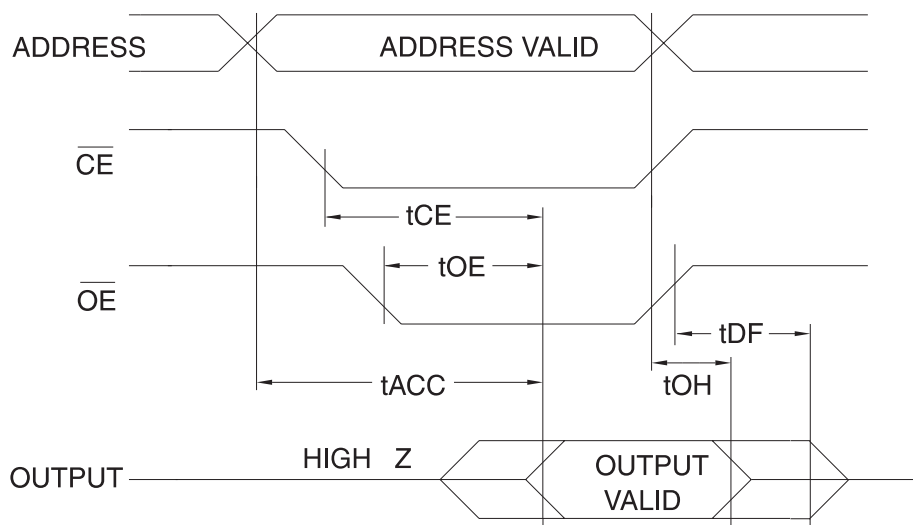 ADDRESS
ADDRESS VALID
CE
tCE
tOE
OE
tDF
tACC
tOH
HIGH Z
OUTPUT
OUTPUT
VALID